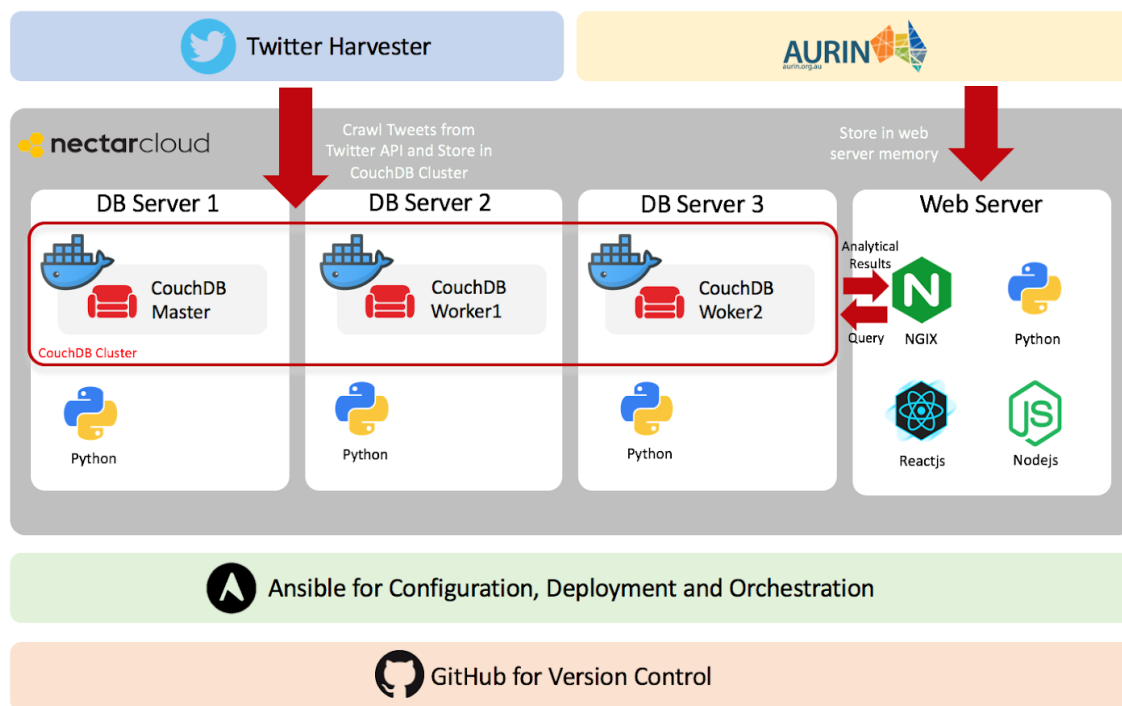 Twitter Harvester
AURIN
aurin.org.au
nectarcloud
Crawl Tweets from
Twitter API and Store in
CouchDB Cluster
Store in web
server memory
DB Server 1
DB Server 2
DB Server 3
Web Server
CouchDB
Master
CouchDB
Worker1
CouchDB
Woker2
CouchDB Cluster
Analytical
Results
Query
N
NGIX
Python
Python
Python
Python
Reactjs
JS
Nodejs
Ansible for Configuration, Deployment and Orchestration
GitHub for Version Control